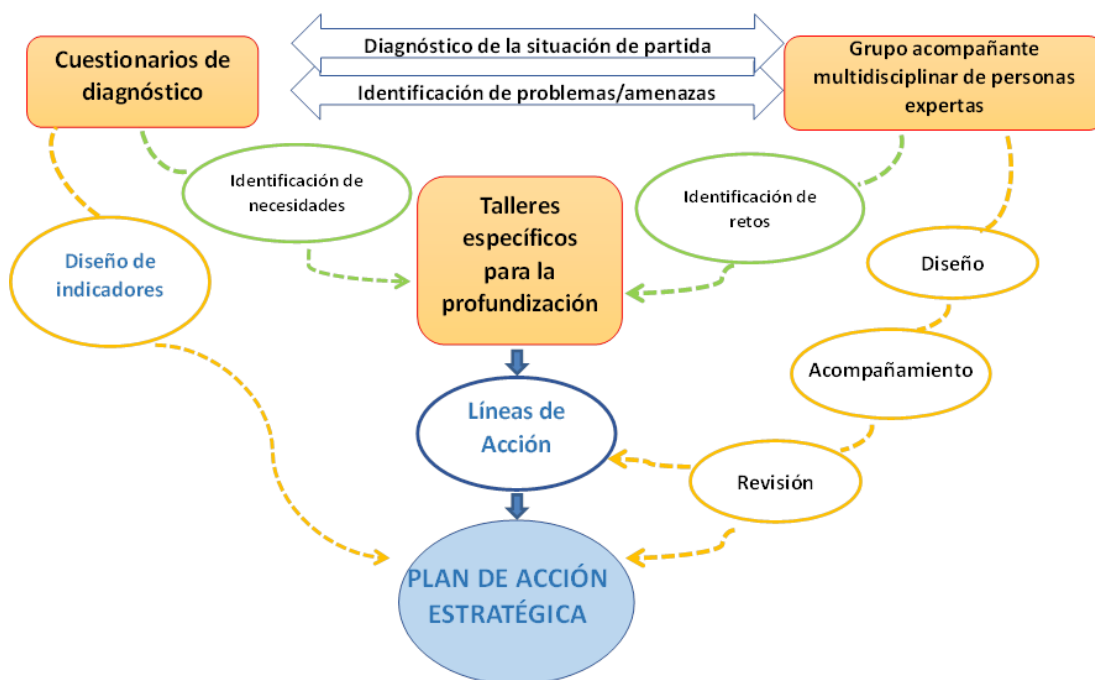 Cuestionarios de
diagnóstico
Diagnóstico de la situación de partida
Identificación de problemas/amenazas
Grupo acompañante
multidisciplinar de personas
expertas
Identificación de
necesidades
Talleres
específicos
para la
profundización
Identificación de
retos
Diseño de
indicadores
Diseño
Acompañamiento
Líneas de
Acción
Revisión
PLAN DE ACCIÓN
ESTRATÉGICA